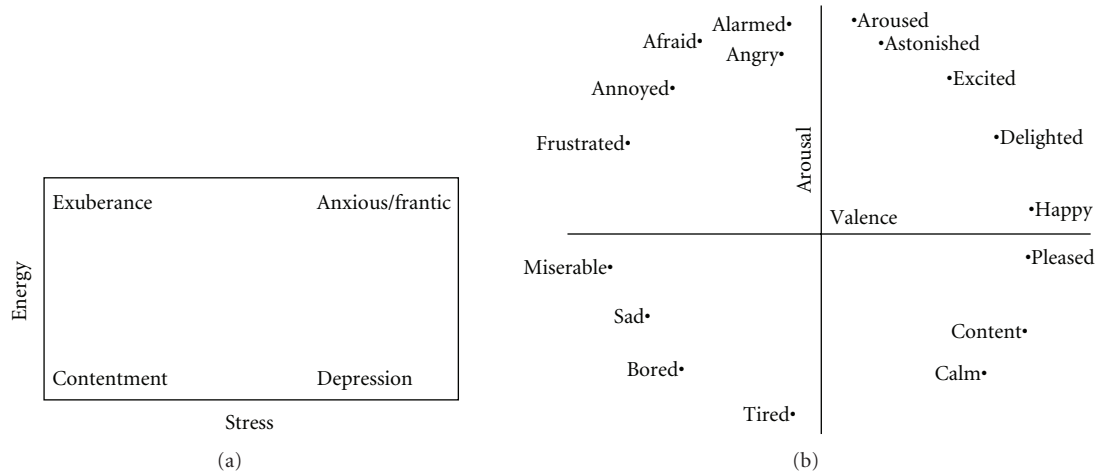 Exuberance
Anxious/frantic
Energy
Contentment
Depression
Stress
(a)
Alarmed
Afraid
Angry
Annoyed
Frustrated
Aroused
Astonished
Excited
Delighted
Arousal
Happy
Valence
Pleased
Miserable
Sad
Content
Bored
Calm
Tired
(b)